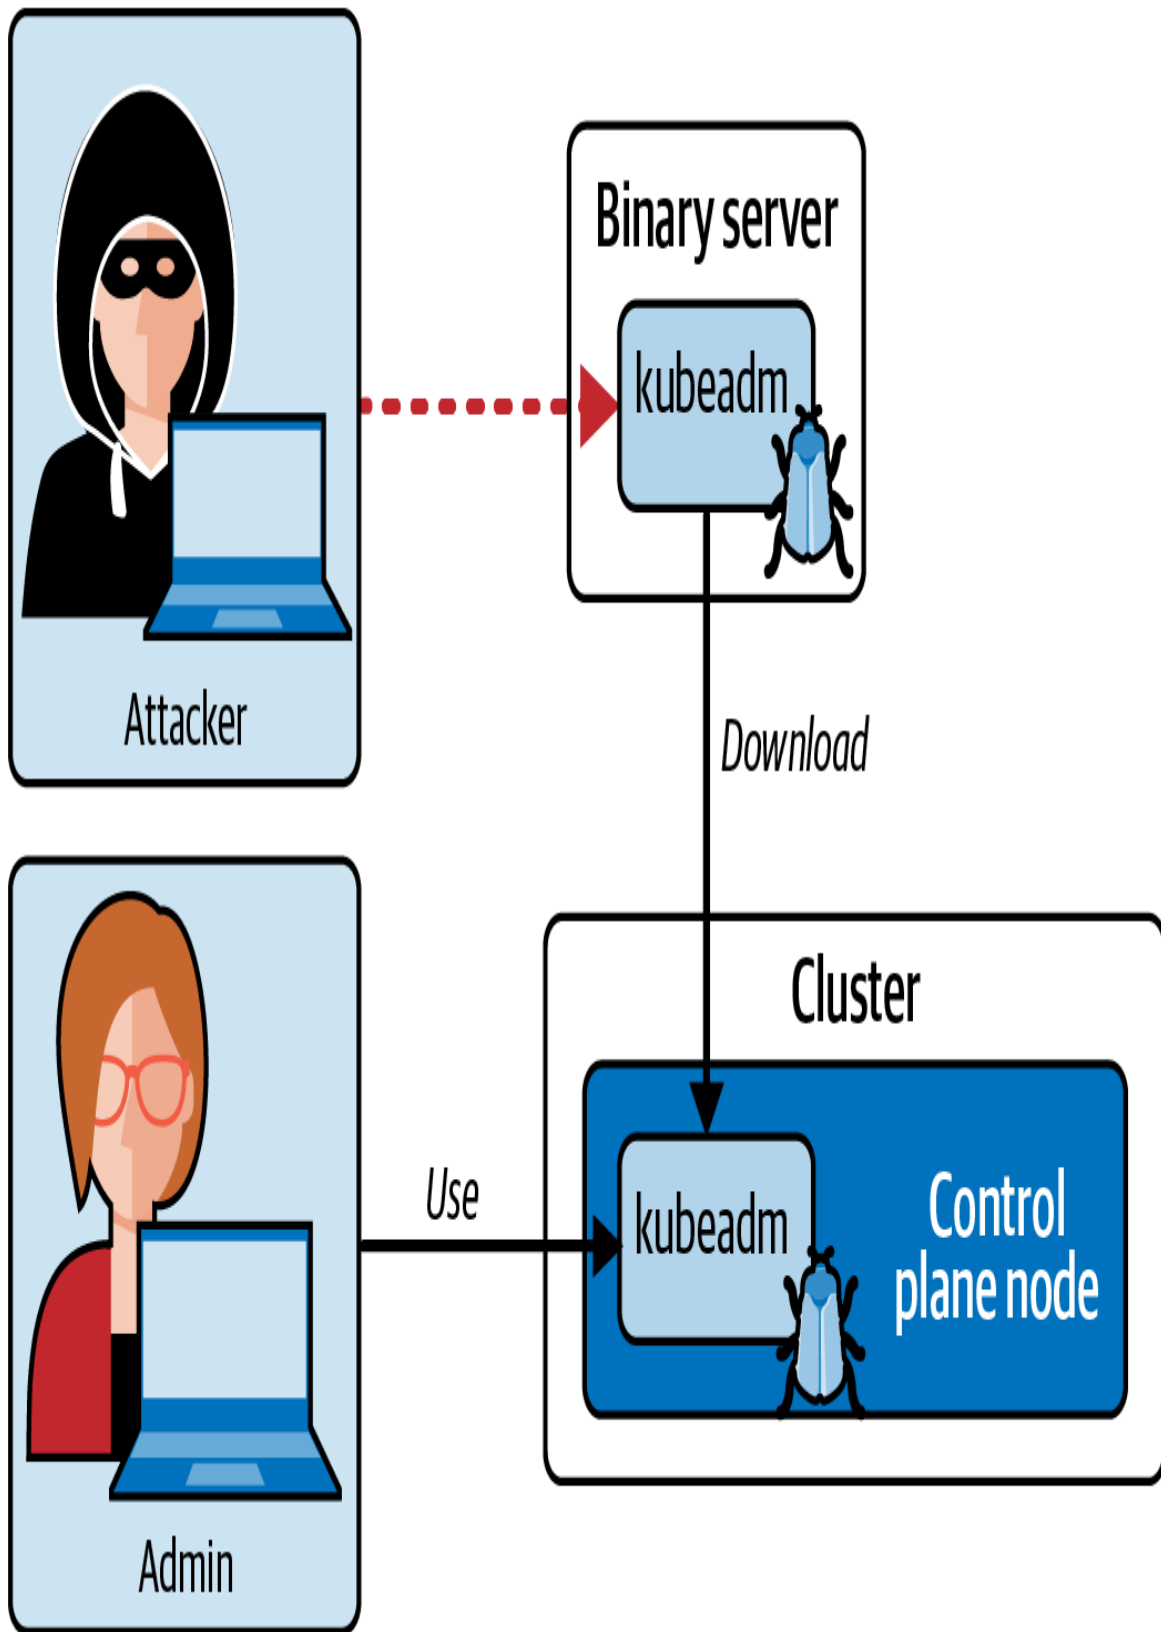 Binary server
kubeadm
Attacker
Download
Cluster
Use
kubeadm
Control
plane node
Admin